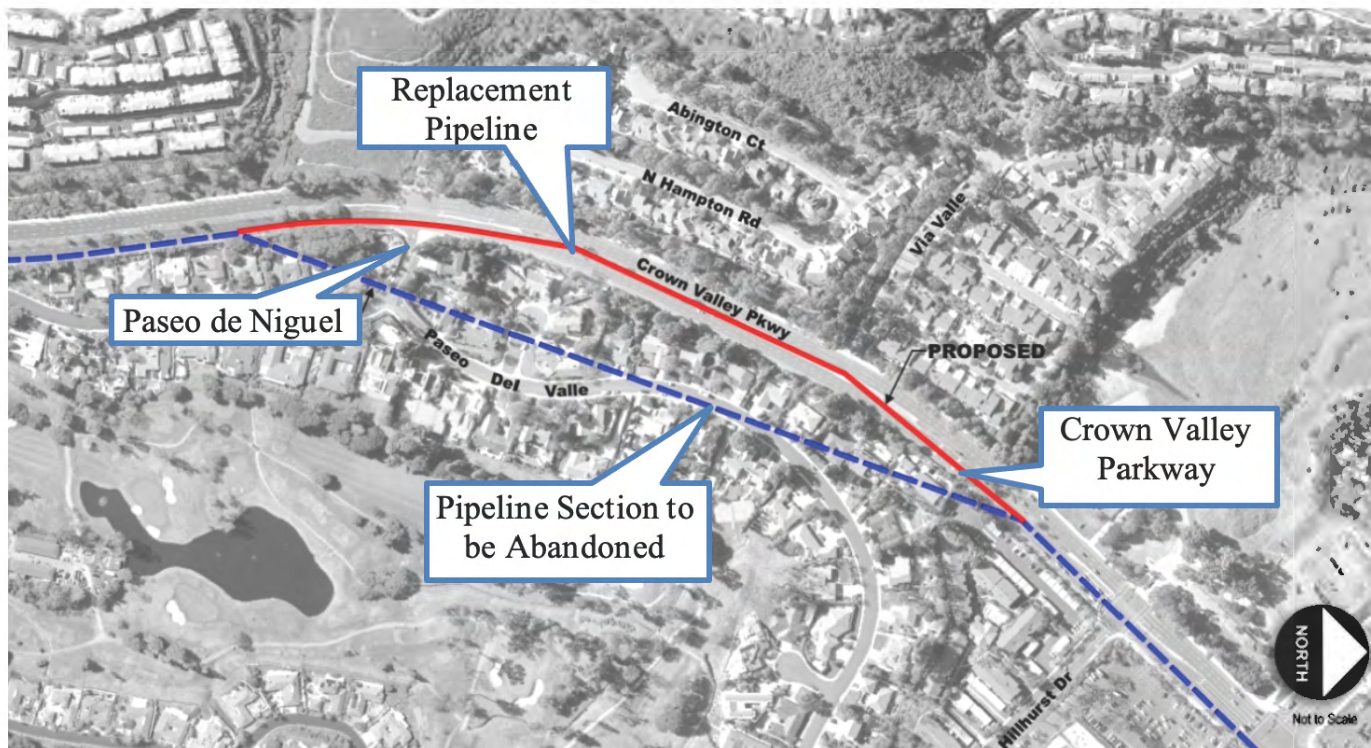 Replacement
Pipeline
Abington Ct
N Hampton Rd
Via Valle
Crown Valley Pkwy
Paseo de Niguel
Paseo Del Valle
PROPOSED
Crown Valley
Parkway
Pipeline Section to
be Abandoned
Hillhurst Dr
NORTH
Not to Scale